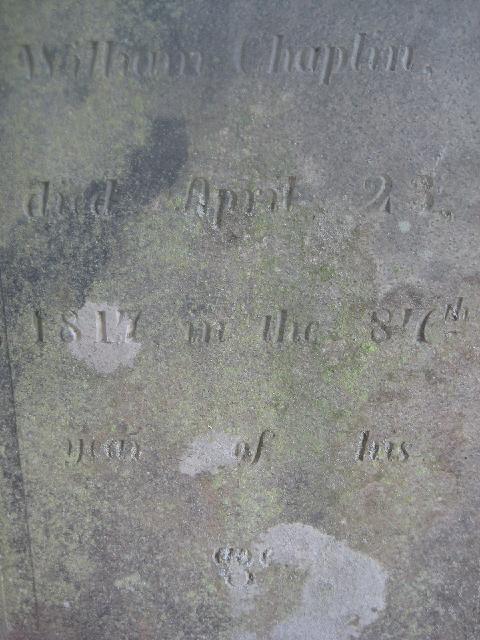 William Chaplin,
died April 23,
1817 in the 87th
year of his
age